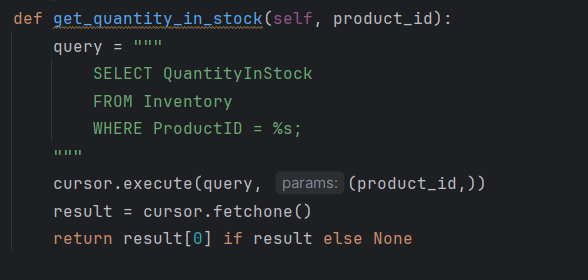 def get_quantity_in_stock(self, product_id):
    query = """
        SELECT QuantityInStock
        FROM Inventory
        WHERE ProductID = %s;
    """
    cursor.execute(query, params: (product_id,))
    result = cursor.fetchone()
    return result[0] if result else None